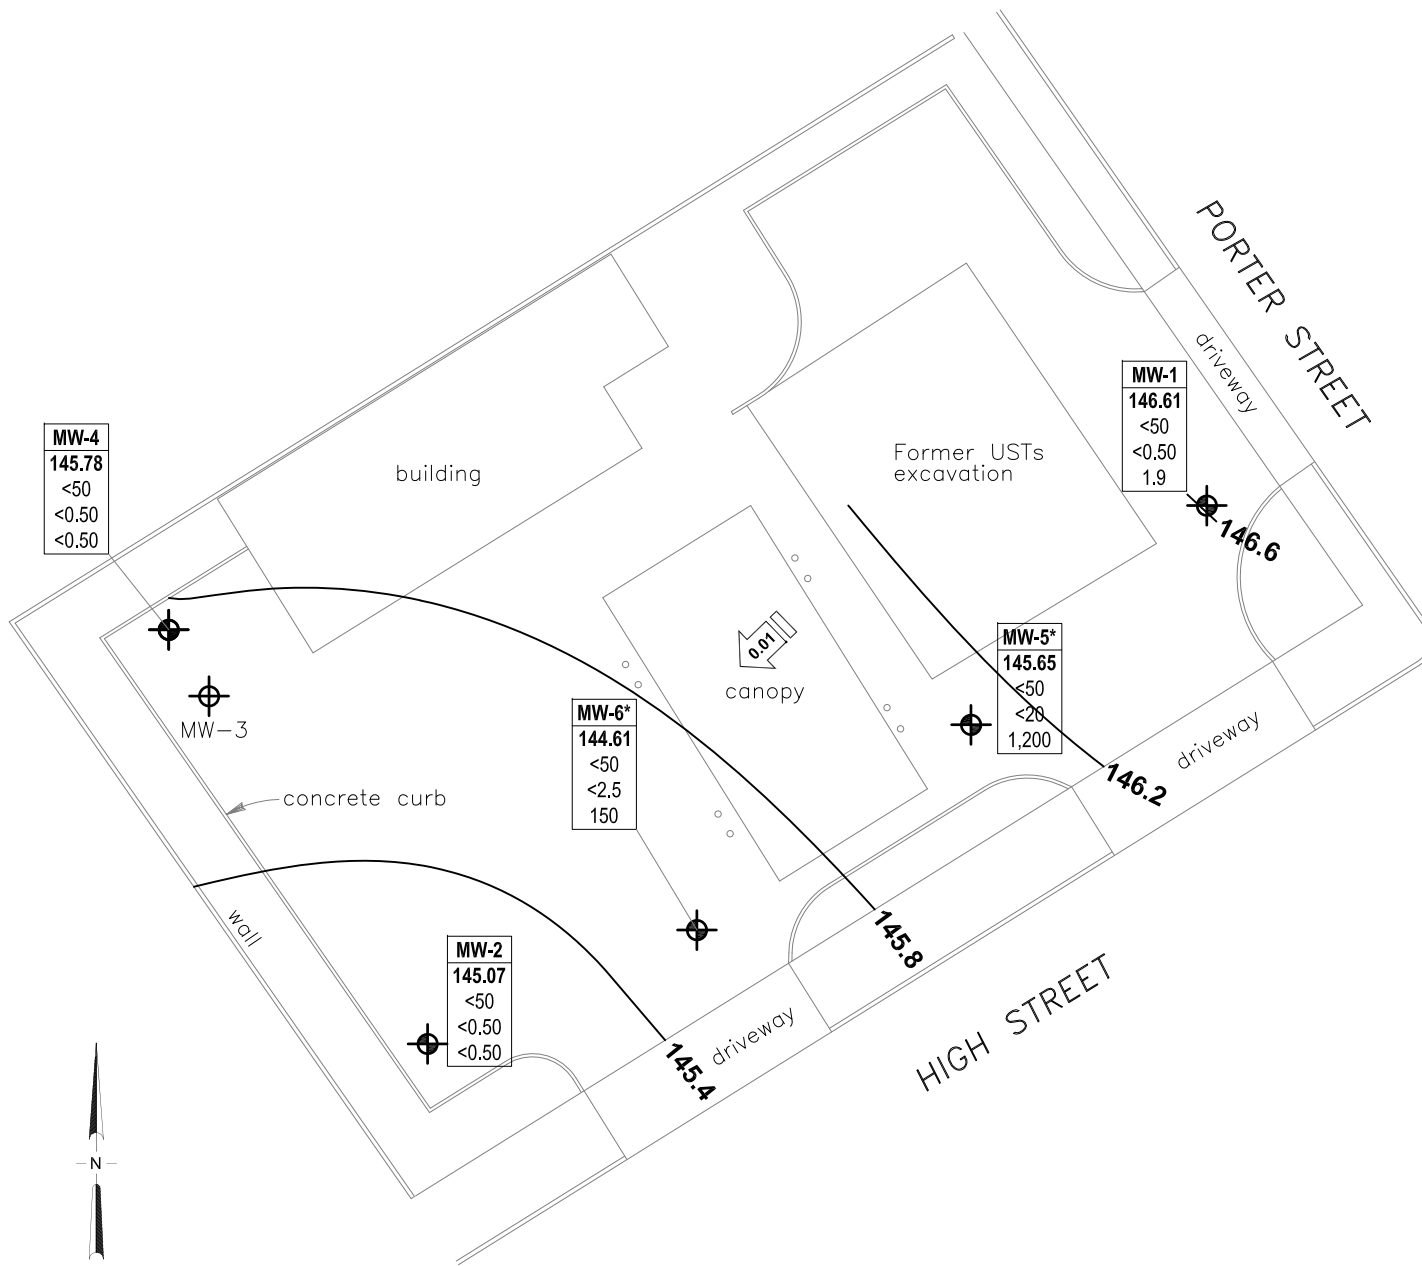 PORTER STREET
driveway
MW-1
146.61
<50
<0.50
1.9
146.6
Former USTs
excavation
MW-4
145.78
<50
<0.50
<0.50
building
MW-3
concrete curb
0.01
canopy
MW-5*
145.65
<50
<20
1,200
MW-6*
144.61
<50
<2.5
150
driveway
146.2
145.8
wall
MW-2
145.07
<50
<0.50
<0.50
145.4
driveway
HIGH STREET
N